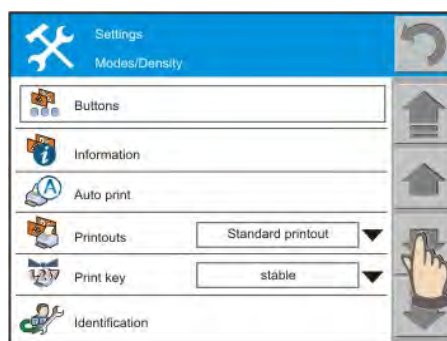 Settings
Modes/Density
Buttons
Information
Auto print
Printouts Standard printout
Print key stable
Identification